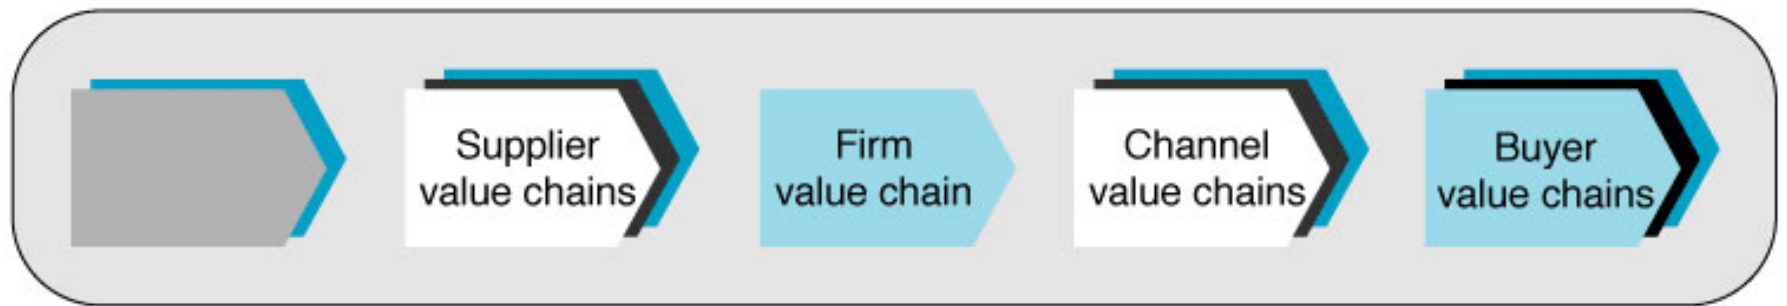 Supplier
value chains
Firm
value chain
Channel
value chains
Buyer
value chains